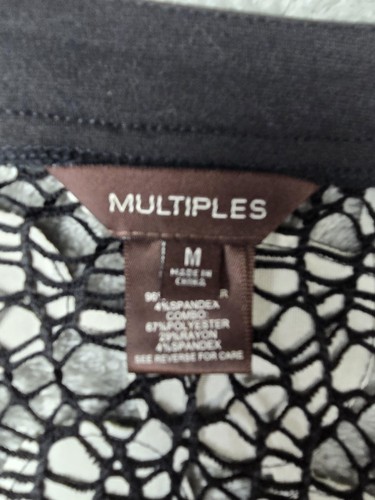 MULTIPLES
M
MADE IN
CHINA
4%SPANDEX
COMBO
67%POLYESTER
29%RAYON
4%SPANDEX
SEE REVERSE FOR CARE